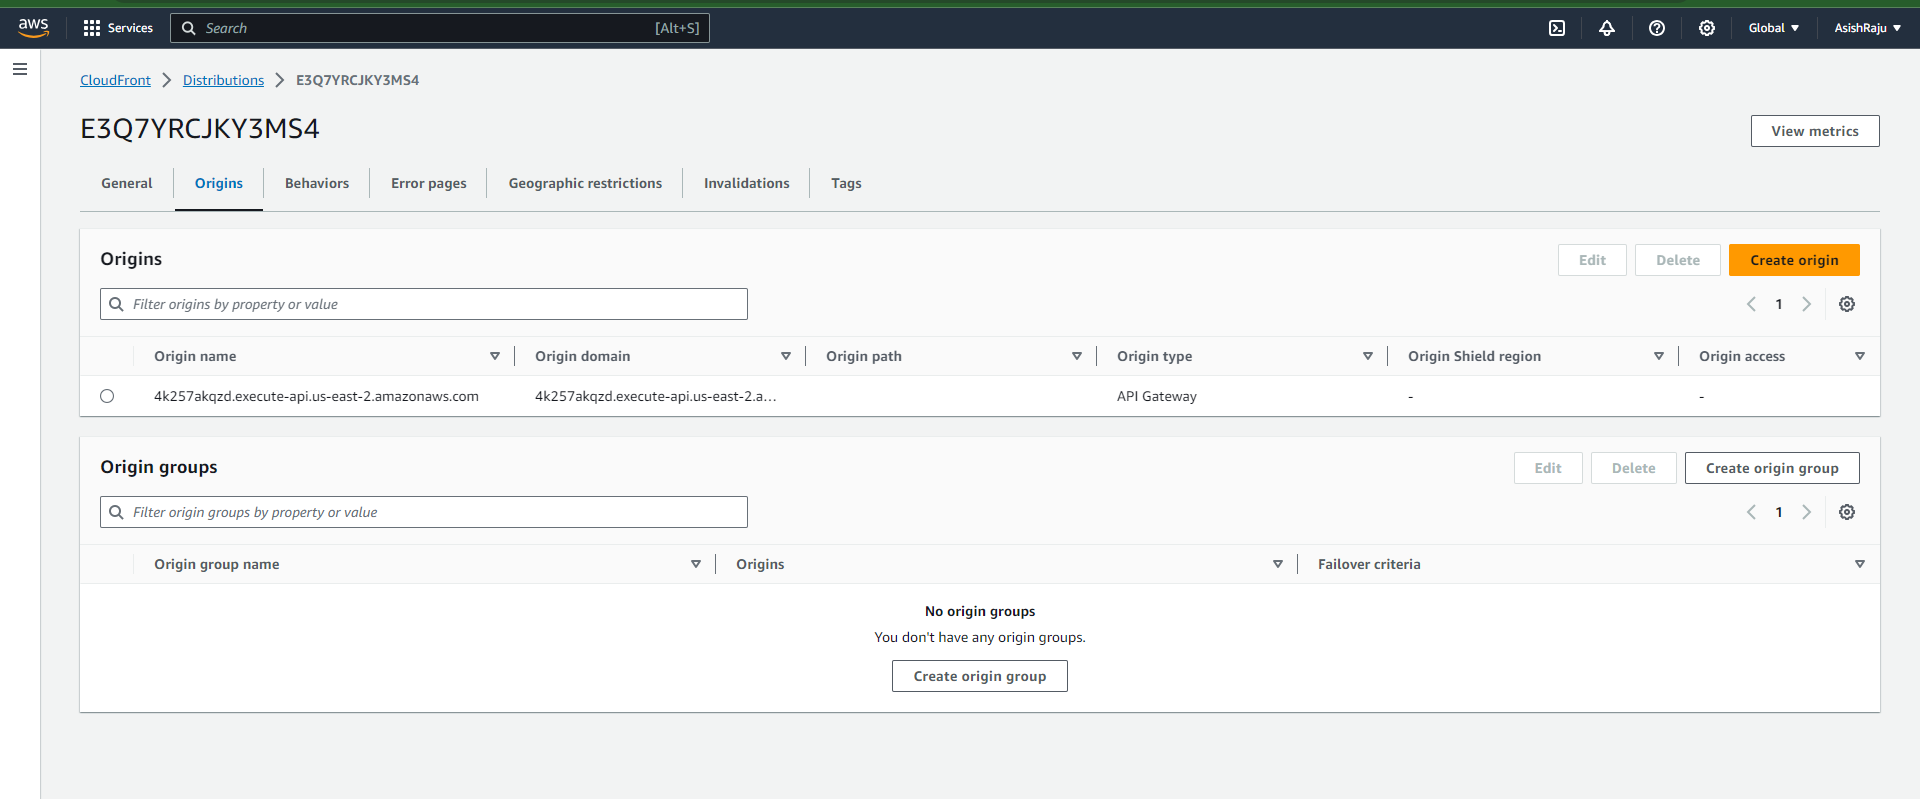 aws Services Search [Alt+S] Global AsishRaju
CloudFront Distributions E3Q7YRCJKY3MS4
E3Q7YRCJKY3MS4
View metrics
General Origins Behaviors Error pages Geographic restrictions Invalidations Tags
Origins
Edit Delete Create origin
Filter origins by property or value
1
Origin name Origin domain Origin path Origin type Origin Shield region Origin access
4k257akqzd.execute-api.us-east-2.amazonaws.com 4k257akqzd.execute-api.us-east-2.a... API Gateway - -
Origin groups
Edit Delete Create origin group
Filter origin groups by property or value
1
Origin group name Origins Failover criteria
No origin groups
You don't have any origin groups.
Create origin group